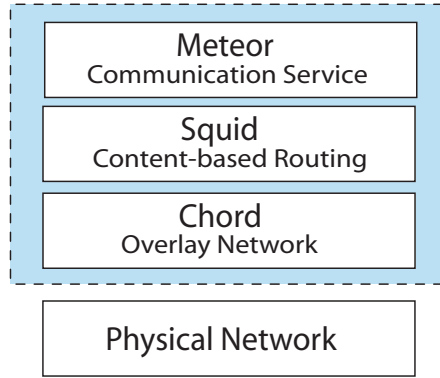 Meteor
Communication Service
Squid
Content-based Routing
Chord
Overlay Network
Physical Network